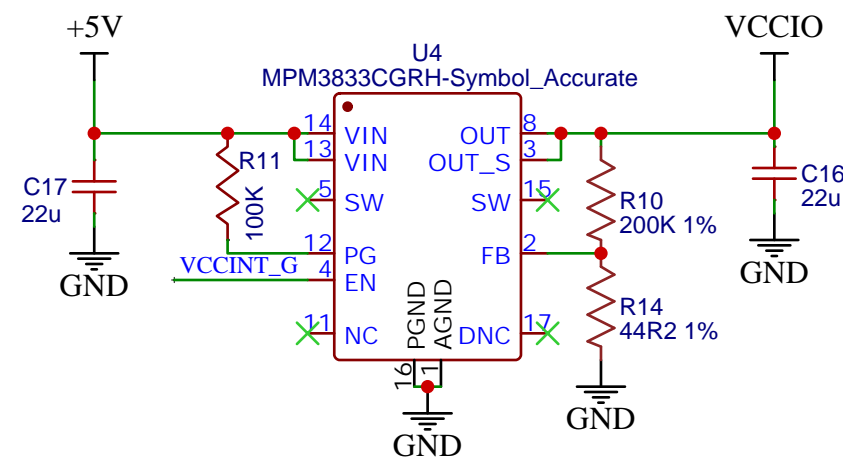 +5V
VCCIO
U4
MPM3833CGRH-Symbol_Accurate
14
VIN
OUT
8
13
VIN
OUT_S
3
R11
100K
C17
22u
C16
22u
5
SW
SW
15
R10
200K 1%
12
PG
FB
2
VCCINT_G
4
EN
GND
GND
R14
44R2 1%
11
NC
PGND
AGND
DNC
17
16
1
GND
GND